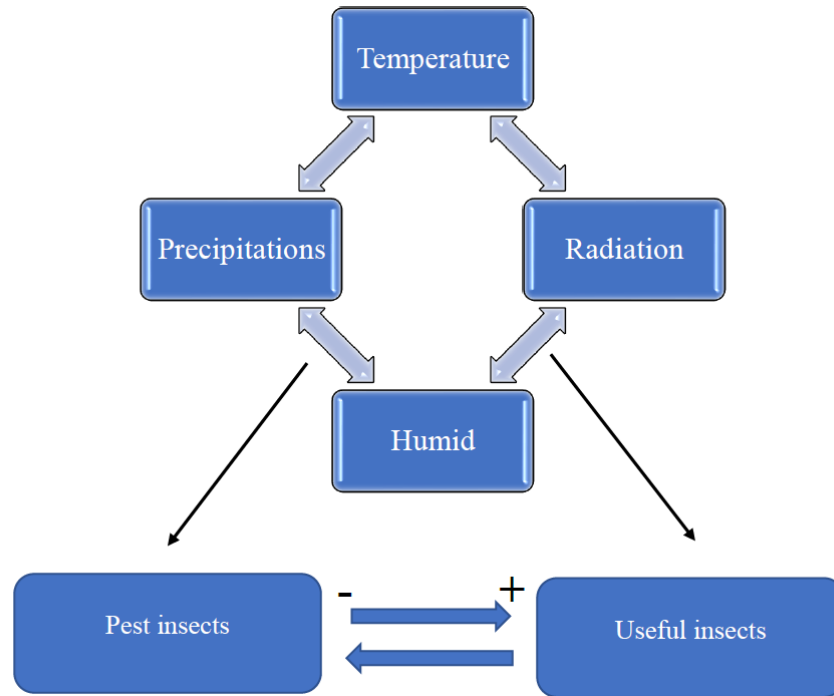 Temperature
Precipitations
Radiation
Humid
- +
Pest insects
Useful insects